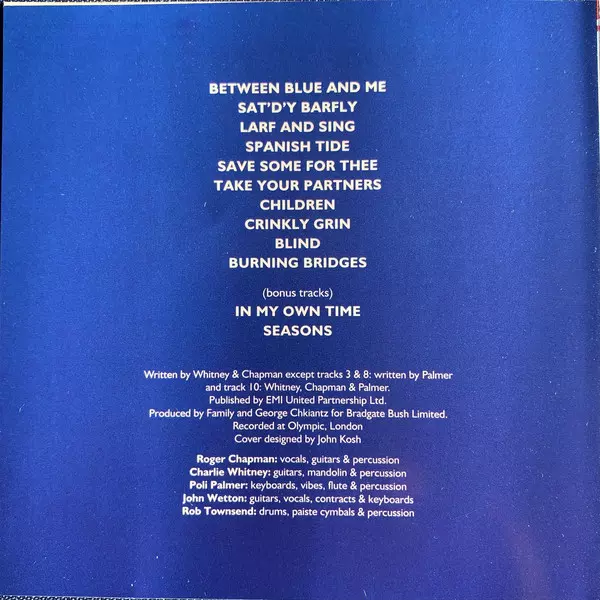 BETWEEN BLUE AND ME
SAT'D'Y BARFLY
LARF AND SING
SPANISH TIDE
SAVE SOME FOR THEE
TAKE YOUR PARTNERS
CHILDREN
CRINKLY GRIN
BLIND
BURNING BRIDGES
(bonus tracks)
IN MY OWN TIME
SEASONS
Written by Whitney & Chapman except tracks 3 & 8: written by Palmer
and track 10: Whitney, Chapman & Palmer.
Published by EMI United Partnership Ltd.
Produced by Family and George Chkiantz for Bradgate Bush Limited.
Recorded at Olympic, London
Cover designed by John Kosh
Roger Chapman: vocals, guitars & percussion
Charlie Whitney: guitars, mandolin & percussion
Poli Palmer: keyboards, vibes, flute & percussion
John Wetton: guitars, vocals, contracts & keyboards
Rob Townsend: drums, paiste cymbals & percussion